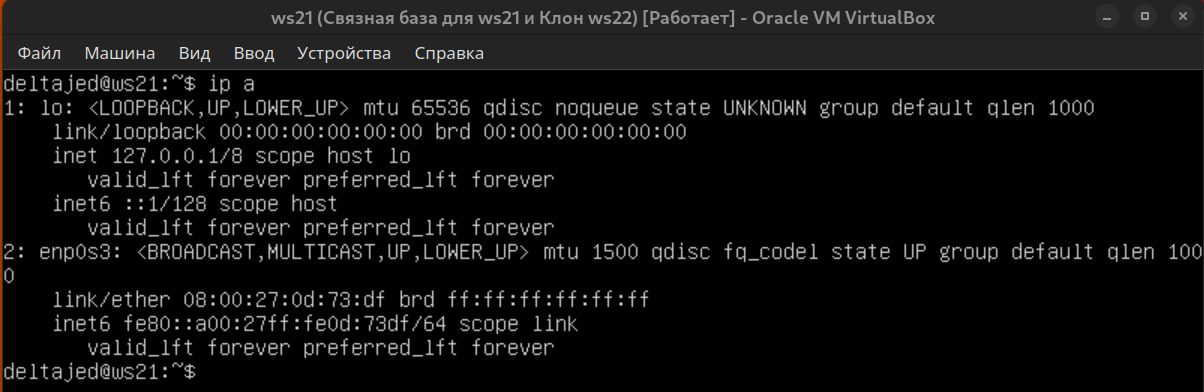 ws21 (Связная база для ws21 и Клон ws22) [Работает] - Oracle VM VirtualBox
Файл Машина Вид Ввод Устройства Справка
deltajed@ws21:~$ ip a
1: lo: <LOOPBACK,UP,LOWER_UP> mtu 65536 qdisc noqueue state UNKNOWN group default qlen 1000
    link/loopback 00:00:00:00:00:00 brd 00:00:00:00:00:00
    inet 127.0.0.1/8 scope host lo
       valid_lft forever preferred_lft forever
    inet6 ::1/128 scope host
       valid_lft forever preferred_lft forever
2: enp0s3: <BROADCAST,MULTICAST,UP,LOWER_UP> mtu 1500 qdisc fq_codel state UP group default qlen 100
0
    link/ether 08:00:27:0d:73:df brd ff:ff:ff:ff:ff:ff
    inet6 fe80::a00:27ff:fe0d:73df/64 scope link
       valid_lft forever preferred_lft forever
deltajed@ws21:~$